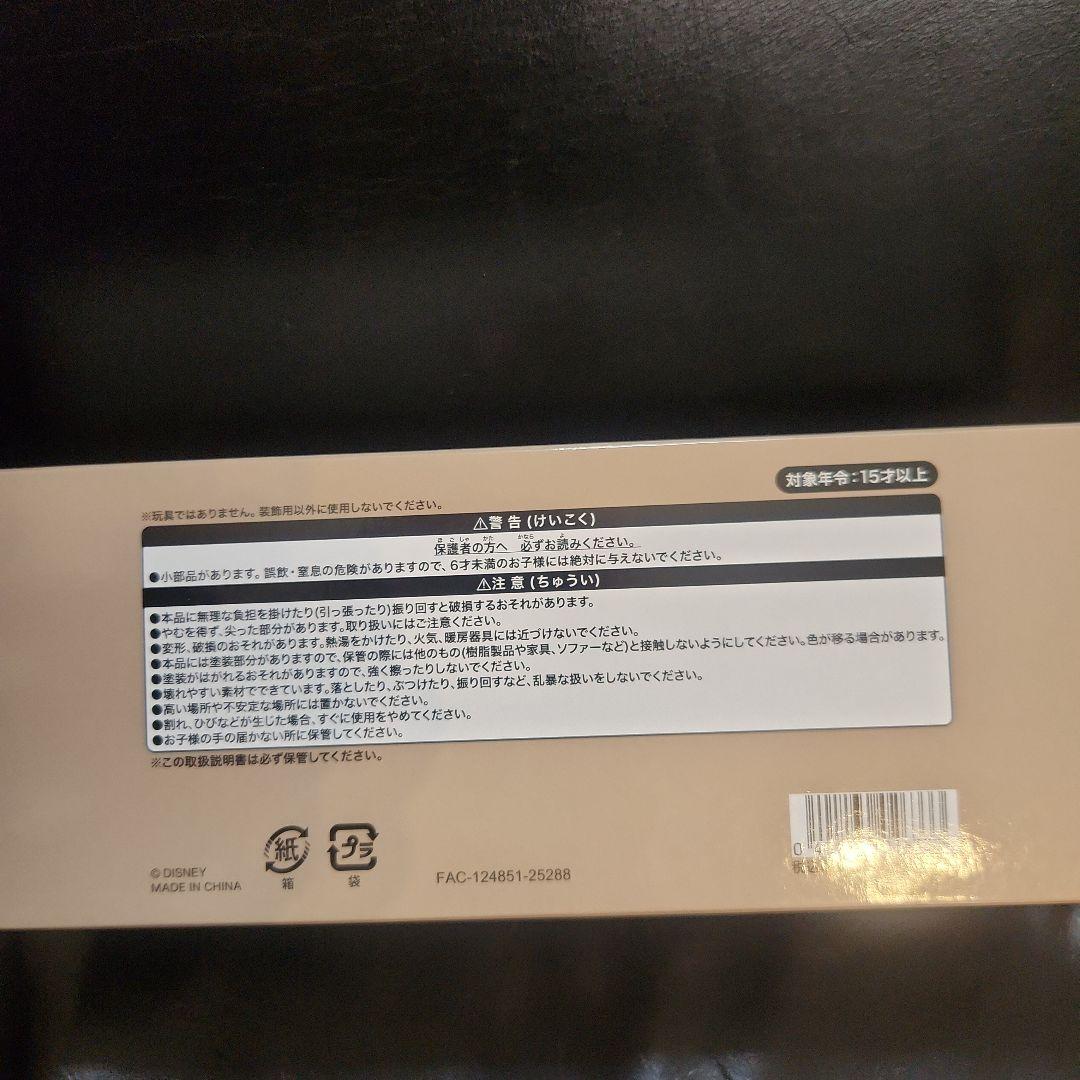 対象年令:15才以上
※玩具ではありません。装飾用以外に使用しないでください。
⚠警告(けいこく)
保護者の方へ 必ずお読みください。
●小部品があります。誤飲・窒息の危険がありますので、6才未満のお子様には絶対に与えないでください。
⚠注意(ちゅうい)
●本品に無理な負担を掛けたり(引っ張ったり)振り回すと破損するおそれがあります。
●やむを得ず、尖った部分があります。取り扱いにはご注意ください。
●変形、破損のおそれがあります。熱湯をかけたり、火気、暖房器具には近づけないでください。
●本品には塗装部分がありますので、保管の際には他のもの(樹脂製品や家具、ソファーなど)と接触しないようにしてください。色が移る場合があります。
●塗装がはがれるおそれがありますので、強く擦ったりしないでください。
●壊れやすい素材でできています。落としたり、ぶつけたり、振り回すなど、乱暴な扱いをしないでください。
●高い場所や不安定な場所には置かないでください。
●割れ、ひびなどが生じた場合、すぐに使用をやめてください。
●お子様の手の届かない所に保管してください。
※この取扱説明書は必ず保管してください。
紙 プラ
箱 袋
© DISNEY
MADE IN CHINA
FAC-124851-25288